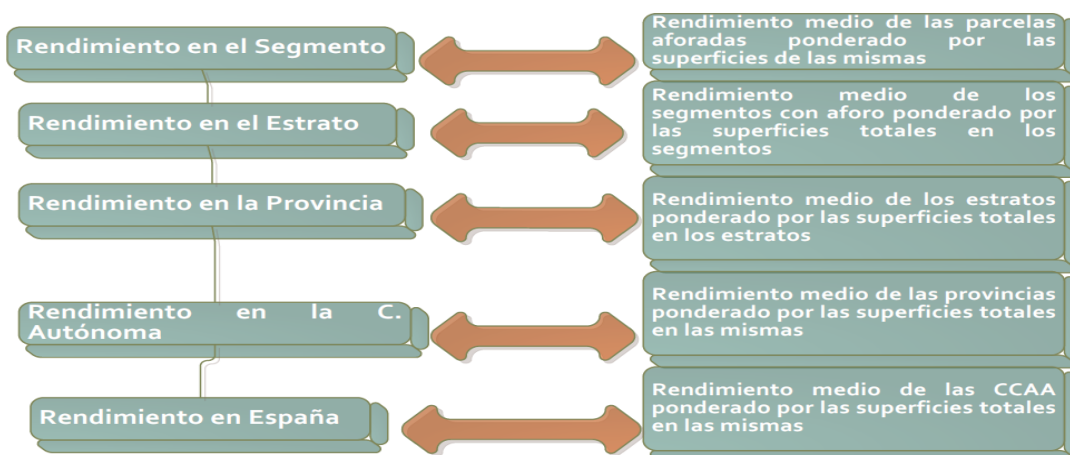 Rendimiento en el Segmento
Rendimiento medio de las parcelas
aforadas ponderado por las
superficies de las mismas
Rendimiento en el Estrato
Rendimiento medio de los
segmentos con aforo ponderado por
las superficies totales en los
segmentos
Rendimiento en la Provincia
Rendimiento medio de los estratos
ponderado por las superficies totales
en los estratos
Rendimiento en la C.
Autónoma
Rendimiento medio de las provincias
ponderado por las superficies totales
en las mismas
Rendimiento en España
Rendimiento medio de las CCAA
ponderado por las superficies totales
en las mismas